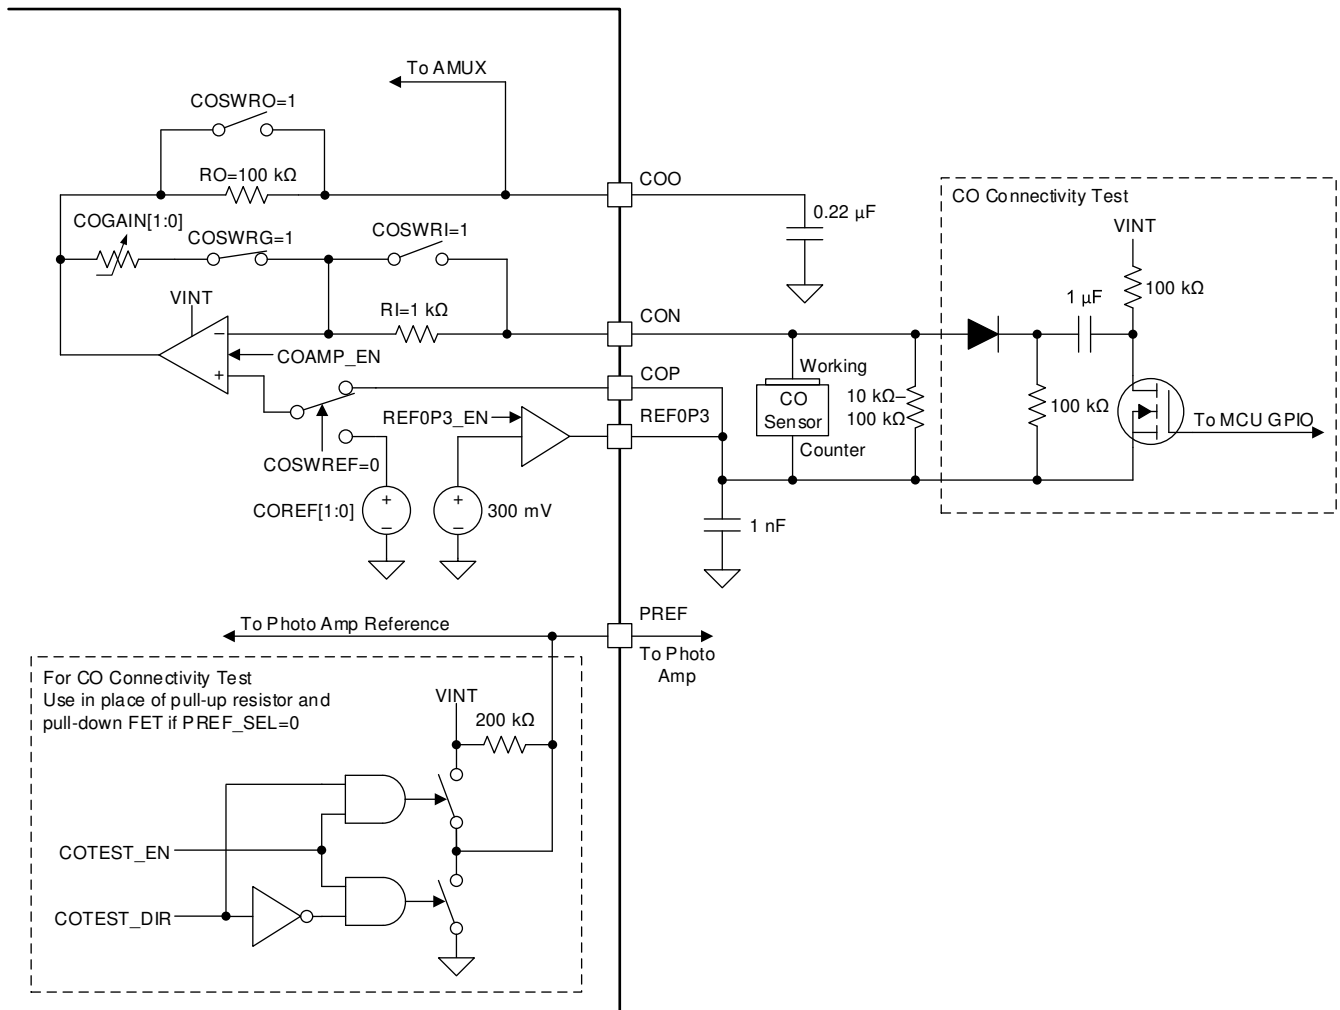 To AMUX
COSWRO=1
RO=100 kΩ
COO
CO Connectivity Test
0.22 µF
VINT
COGAIN[1:0]
COSWRG=1
COSWRI=1
100 kΩ
1 µF
VINT
RI=1 kΩ
CON
COAMP_EN
Working
COP
CO
Sensor
10 kΩ–
100 kΩ
100 kΩ
REF0P3_EN
REF0P3
To MCU GPIO
Counter
COSWREF=0
COREF[1:0]
300 mV
1 nF
PREF
To Photo Amp Reference
To Photo
Amp
For CO Connectivity Test
Use in place of pull-up resistor and
pull-down FET if PREF_SEL=0
VINT
200 kΩ
COTEST_EN
COTEST_DIR